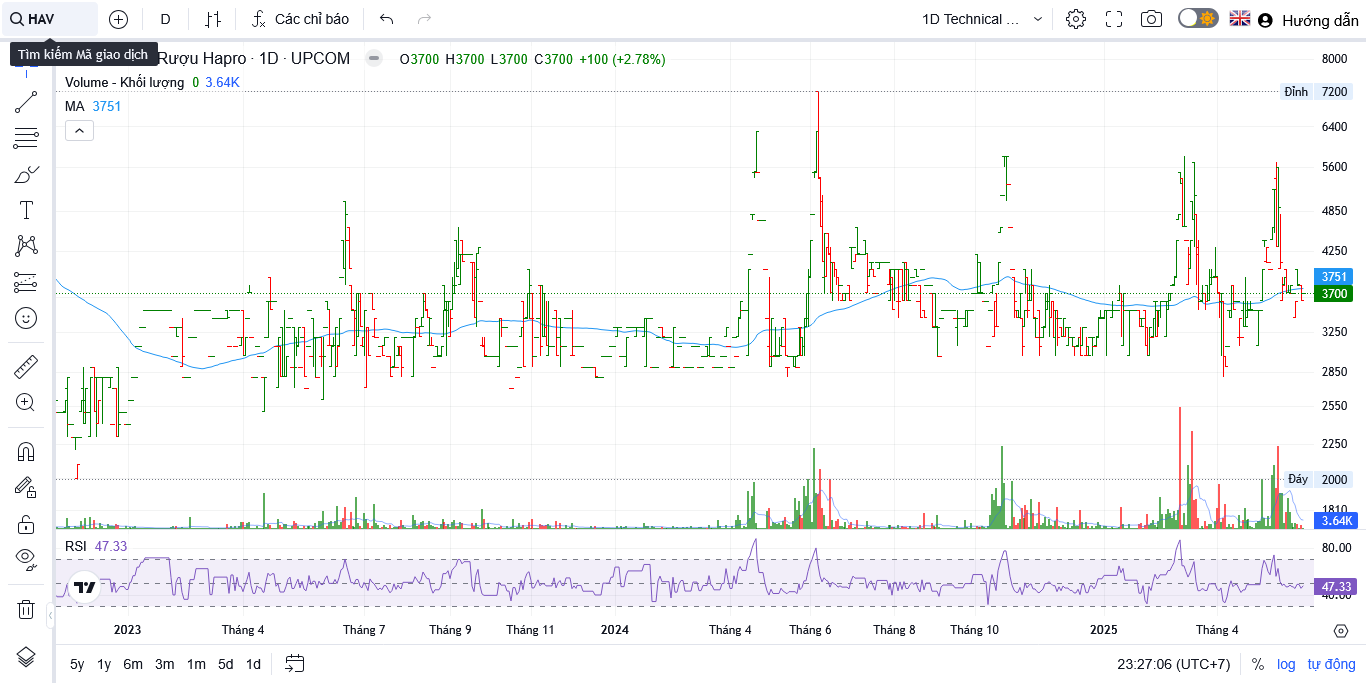 HAV
D
Các chỉ báo
1D Technical ...
Hướng dẫn
Tìm kiếm Mã giao dịch
Rượu Hapro · 1D · UPCOM
O3700 H3700 L3700 C3700 +100 (+2.78%)
Volume - Khối lượng 0 3.64K
MA 3751
8000
Đỉnh 7200
6400
5600
4850
4250
3751
3700
3250
2850
2550
2250
Đáy 2000
1810
3.64K
RSI 47.33
80.00
47.33
40.00
2023
Tháng 4
Tháng 7
Tháng 9
Tháng 11
2024
Tháng 4
Tháng 6
Tháng 8
Tháng 10
2025
Tháng 4
5y 1y 6m 3m 1m 5d 1d
23:27:06 (UTC+7)
% log tự động